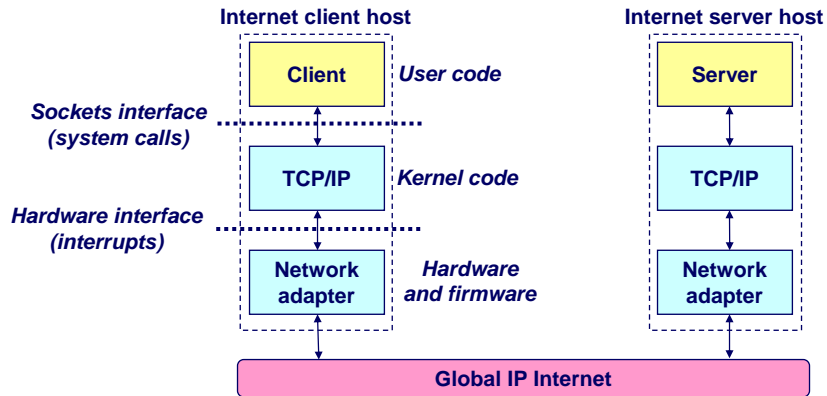 Internet client host
Internet server host
Client
User code
Server
Sockets interface
(system calls)
TCP/IP
Kernel code
TCP/IP
Hardware interface
(interrupts)
Network
adapter
Hardware
and firmware
Network
adapter
Global IP Internet